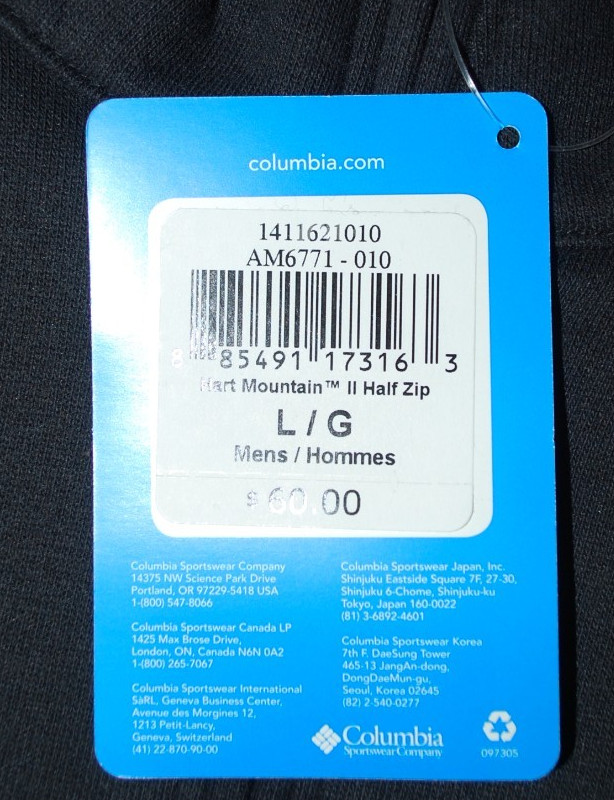 columbia.com
1411621010
AM6771 - 010
8 85491 17316 3
Hart Mountain™ II Half Zip
L / G
Mens / Hommes
$ 60.00
Columbia Sportswear Company
14375 NW Science Park Drive
Portland, OR 97229-5418 USA
1-(800) 547-8066
Columbia Sportswear Canada LP
1425 Max Brose Drive,
London, ON, Canada N6N 0A2
1-(800) 265-7067
Columbia Sportswear International
SàRL, Geneva Business Center,
Avenue des Morgines 12,
1213 Petit-Lancy,
Geneva, Switzerland
(41) 22-870-90-00
Columbia Sportswear Japan, Inc.
Shinjuku Eastside Square 7F, 27-30,
Shinjuku 6-Chome, Shinjuku-ku
Tokyo, Japan 160-0022
(81) 3-6892-4601
Columbia Sportswear Korea
7th F. DaeSung Tower
465-13 JangAn-dong,
DongDaeMun-gu,
Seoul, Korea 02645
(82) 2-540-0277
Columbia
Sportswear Company
097305